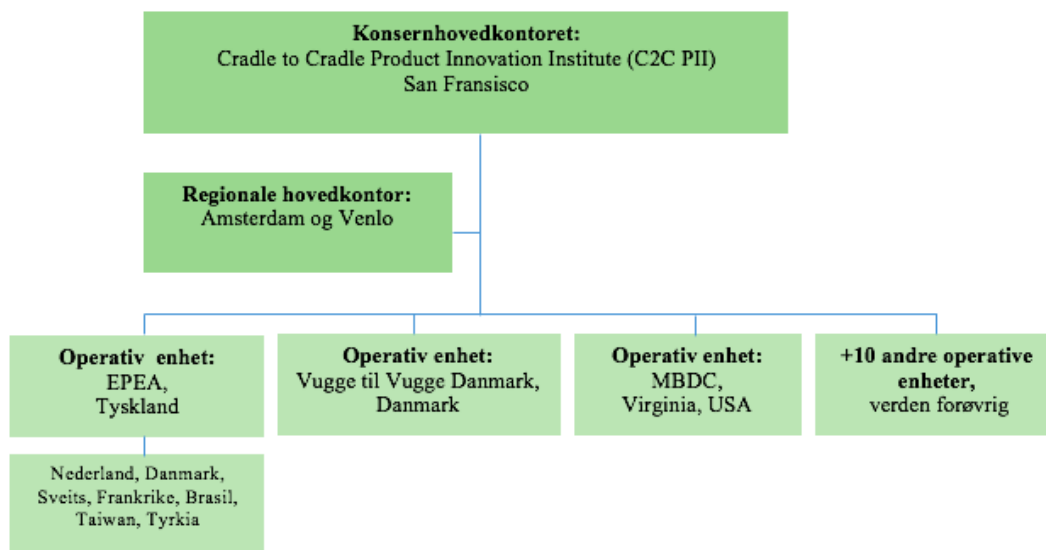 Konsernhovedkontoret:
Cradle to Cradle Product Innovation Institute (C2C PII)
San Fransisco
Regionale hovedkontor:
Amsterdam og Venlo
Operativ enhet:
EPEA,
Tyskland
Operativ enhet:
Vugge til Vugge Danmark,
Danmark
Operativ enhet:
MBDC,
Virginia, USA
+10 andre operative
enheter,
verden forøvrig
Nederland, Danmark,
Sveits, Frankrike, Brasil,
Taiwan, Tyrkia